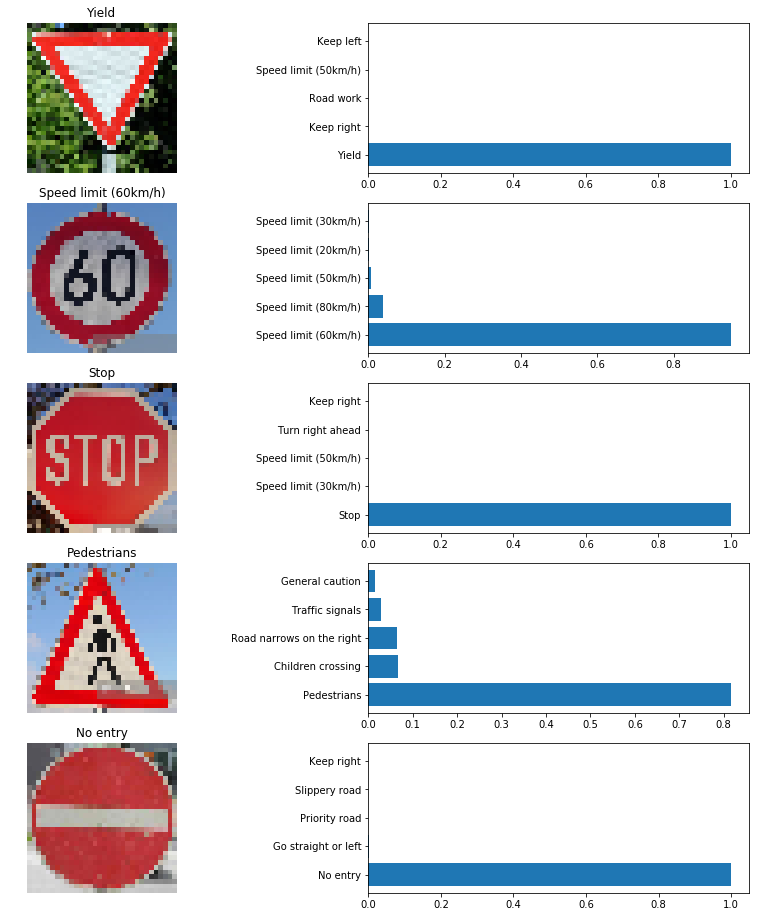 Yield
Keep left
Speed limit (50km/h)
Road work
Keep right
Yield
0.0 0.2 0.4 0.6 0.8 1.0
Speed limit (60km/h)
60
Speed limit (30km/h)
Speed limit (20km/h)
Speed limit (50km/h)
Speed limit (80km/h)
Speed limit (60km/h)
0.0 0.2 0.4 0.6 0.8
Stop
STOP
Keep right
Turn right ahead
Speed limit (50km/h)
Speed limit (30km/h)
Stop
0.0 0.2 0.4 0.6 0.8 1.0
Pedestrians
General caution
Traffic signals
Road narrows on the right
Children crossing
Pedestrians
0.0 0.1 0.2 0.3 0.4 0.5 0.6 0.7 0.8
No entry
Keep right
Slippery road
Priority road
Go straight or left
No entry
0.0 0.2 0.4 0.6 0.8 1.0